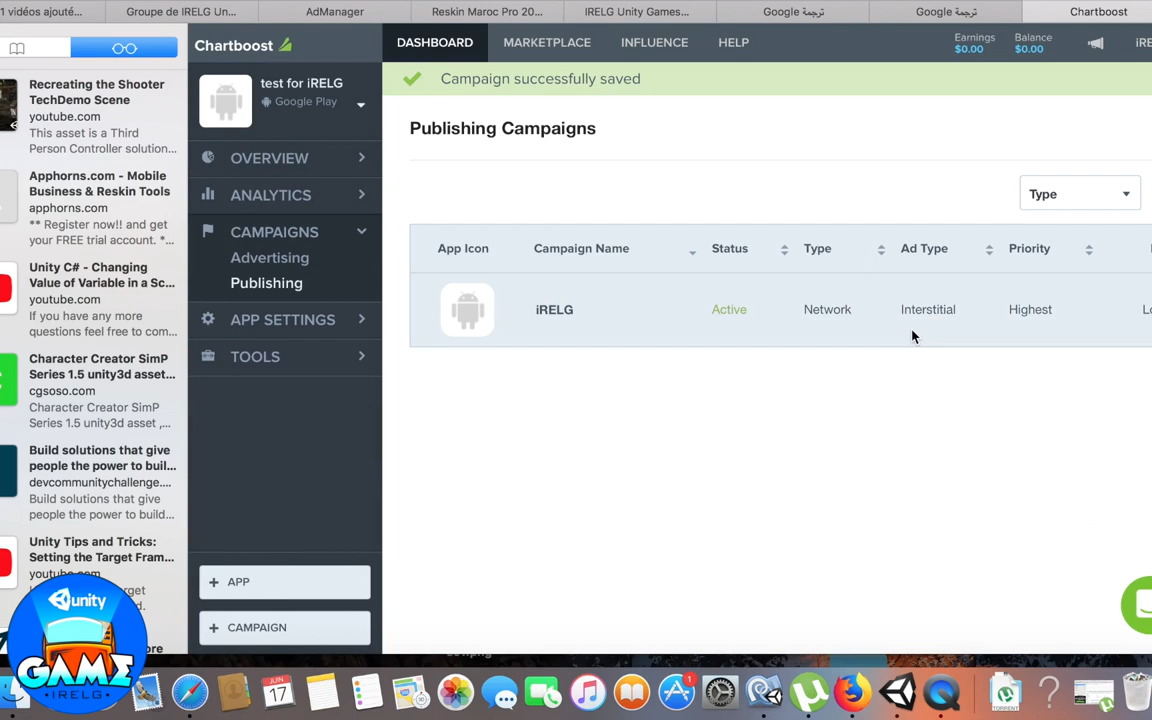 1 vidéos ajouté...
Groupe de IRELG Un...
AdManager
Reskin Maroc Pro 20...
IRELG Unity Games...
ترجمة Google
ترجمة Google
Chartboost
Chartboost
DASHBOARD
MARKETPLACE
INFLUENCE
HELP
Earnings
$0.00
Balance
$0.00
Campaign successfully saved
test for iRELG
Google Play
OVERVIEW
ANALYTICS
CAMPAIGNS
Advertising
Publishing
APP SETTINGS
TOOLS
+ APP
+ CAMPAIGN
Publishing Campaigns
Type
App Icon
Campaign Name
Status
Type
Ad Type
Priority
iRELG
Active
Network
Interstitial
Highest
Recreating the Shooter
TechDemo Scene
youtube.com
This asset is a Third
Person Controller solution...
Apphorns.com - Mobile
Business & Reskin Tools
apphorns.com
** Register now!! and get
your FREE trial account. *...
Unity C# - Changing
Value of Variable in a Sc...
youtube.com
If you have any more
questions feel free to com...
Character Creator SimP
Series 1.5 unity3d asset...
cgsoso.com
Character Creator SimP
Series 1.5 unity3d asset ,...
Build solutions that give
people the power to buil...
devcommunitychallenge....
Build solutions that give
people the power to build...
Unity Tips and Tricks:
Setting the Target Fram...
youtube.com
unity
GAME
IRELG
JUIN
17
1
TORRENT